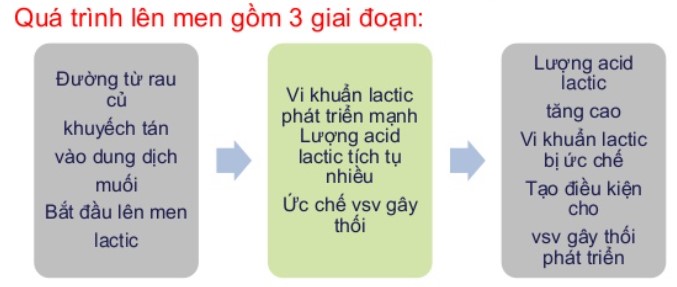 Quá trình lên men gồm 3 giai đoạn:
Đường từ rau
củ
khuyếch tán
vào dung dịch
muối
Bắt đầu lên men
lactic
Vi khuẩn lactic
phát triển mạnh
Lượng acid
lactic tích tụ
nhiều
Ức chế vsv gây
thối
Lượng acid
lactic
tăng cao
Vi khuẩn lactic
bị ức chế
Tạo điều kiện
cho
vsv gây thối
phát triển